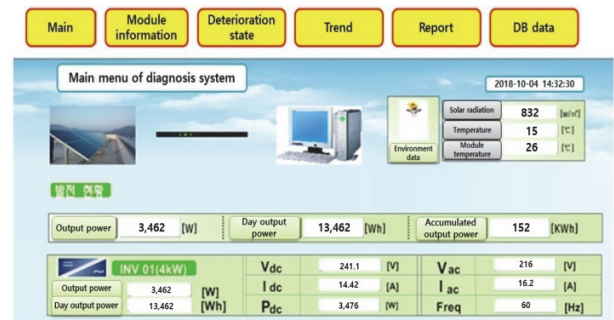 Main
Module information
Deterioration state
Trend
Report
DB data
Main menu of diagnosis system
2018-10-04 14:32:30
Environment data
Solar radiation 832 [w/㎡]
Temperature 15 [℃]
Module temperature 26 [℃]
발전 현황
Output power 3,462 [W]
Day output power 13,462 [Wh]
Accumulated output power 152 [KWh]
INV 01(4kW)
Output power 3,462 [W]
Day output power 13,462 [Wh]
Vdc 241.1 [V]
I dc 14.42 [A]
Pdc 3,476 [W]
Vac 216 [V]
I ac 16.2 [A]
Freq 60 [Hz]